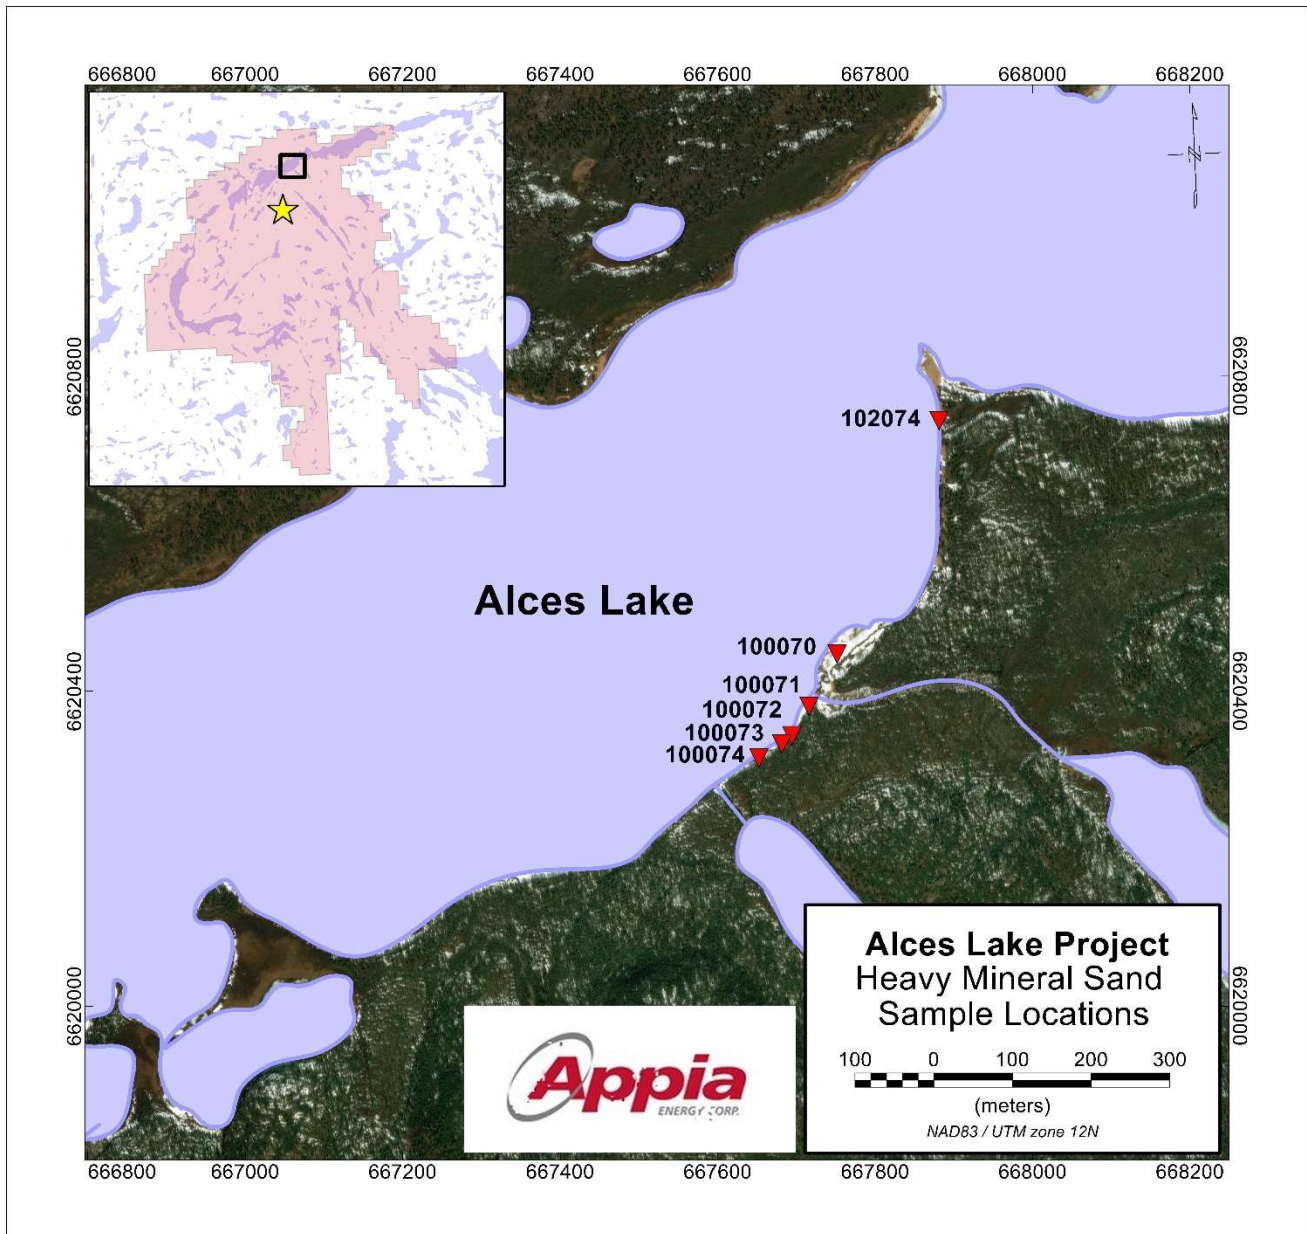 666800 667000 667200 667400 667600 667800 668000 668200
6620800
6620800
102074
Alces Lake
100070
100071
100072
100073
100074
6620400
6620400
6620000
6620000
Alces Lake Project
Heavy Mineral Sand
Sample Locations
100 0 100 200 300
(meters)
NAD83 / UTM zone 12N
Appia
ENERGY CORP.
666800 667000 667200 667400 667600 667800 668000 668200